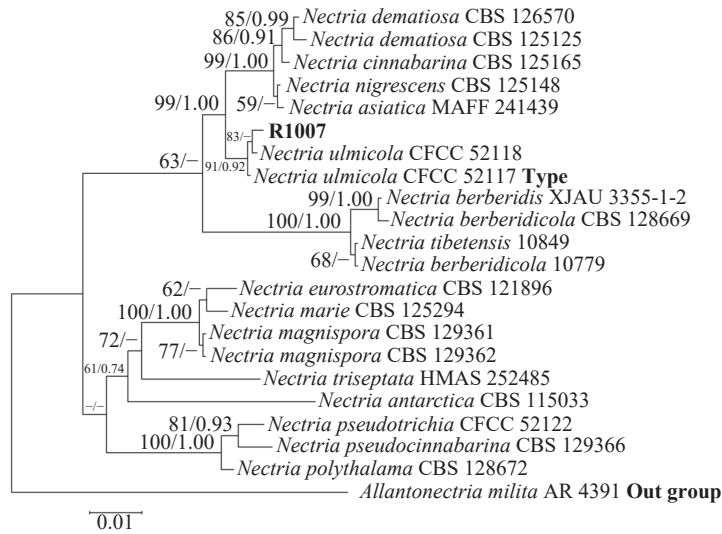 85/0.99
Nectria dematiosa CBS 126570
86/0.91
Nectria dematiosa CBS 125125
99/1.00
Nectria cinnabarina CBS 125165
Nectria nigrescens CBS 125148
99/1.00
59/–
Nectria asiatica MAFF 241439
83/–
R1007
63/–
Nectria ulmicola CFCC 52118
91/0.92
Nectria ulmicola CFCC 52117 Type
99/1.00
Nectria berberidis XJAU 3355-1-2
100/1.00
Nectria berberidicola CBS 128669
Nectria tibetensis 10849
68/–
Nectria berberidicola 10779
62/–
Nectria eurostromatica CBS 121896
100/1.00
Nectria marie CBS 125294
72/–
Nectria magnispora CBS 129361
77/–
Nectria magnispora CBS 129362
61/0.74
Nectria triseptata HMAS 252485
–/–
Nectria antarctica CBS 115033
81/0.93
Nectria pseudotrichia CFCC 52122
100/1.00
Nectria pseudocinnabarina CBS 129366
Nectria polythalama CBS 128672
Allantonectria milita AR 4391 Out group
0.01